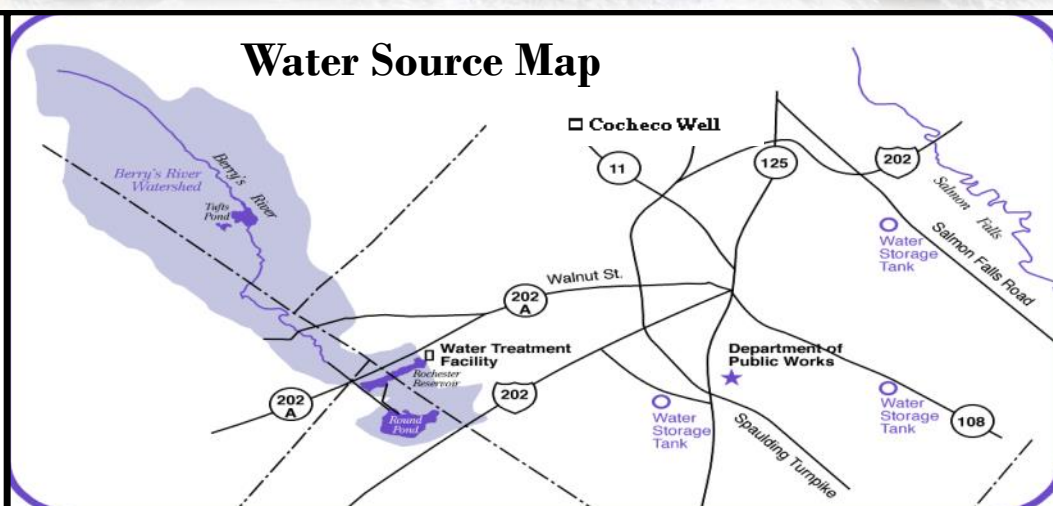 Water Source Map
Cocheco Well
11
125
202
Berry's River
Watershed
Berry's
River
Tufts
Pond
Salmon Falls
Water
Storage
Tank
Salmon Falls Road
Walnut St.
202
A
Water Treatment
Facility
Rochester
Reservoir
Department of
Public Works
202
A
202
Round
Pond
Water
Storage
Tank
Water
Storage
Tank
108
Spaulding Turnpike